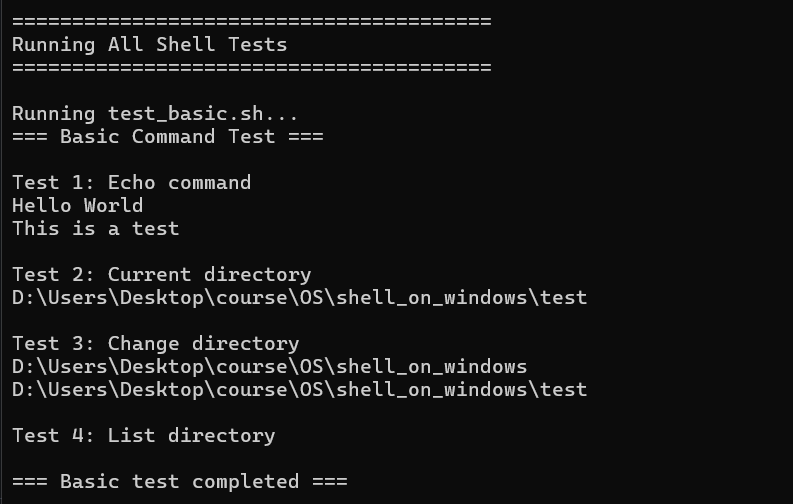 ========================================
Running All Shell Tests
========================================
Running test_basic.sh...
=== Basic Command Test ===
Test 1: Echo command
Hello World
This is a test
Test 2: Current directory
D:\Users\Desktop\course\OS\shell_on_windows\test
Test 3: Change directory
D:\Users\Desktop\course\OS\shell_on_windows
D:\Users\Desktop\course\OS\shell_on_windows\test
Test 4: List directory
=== Basic test completed ===